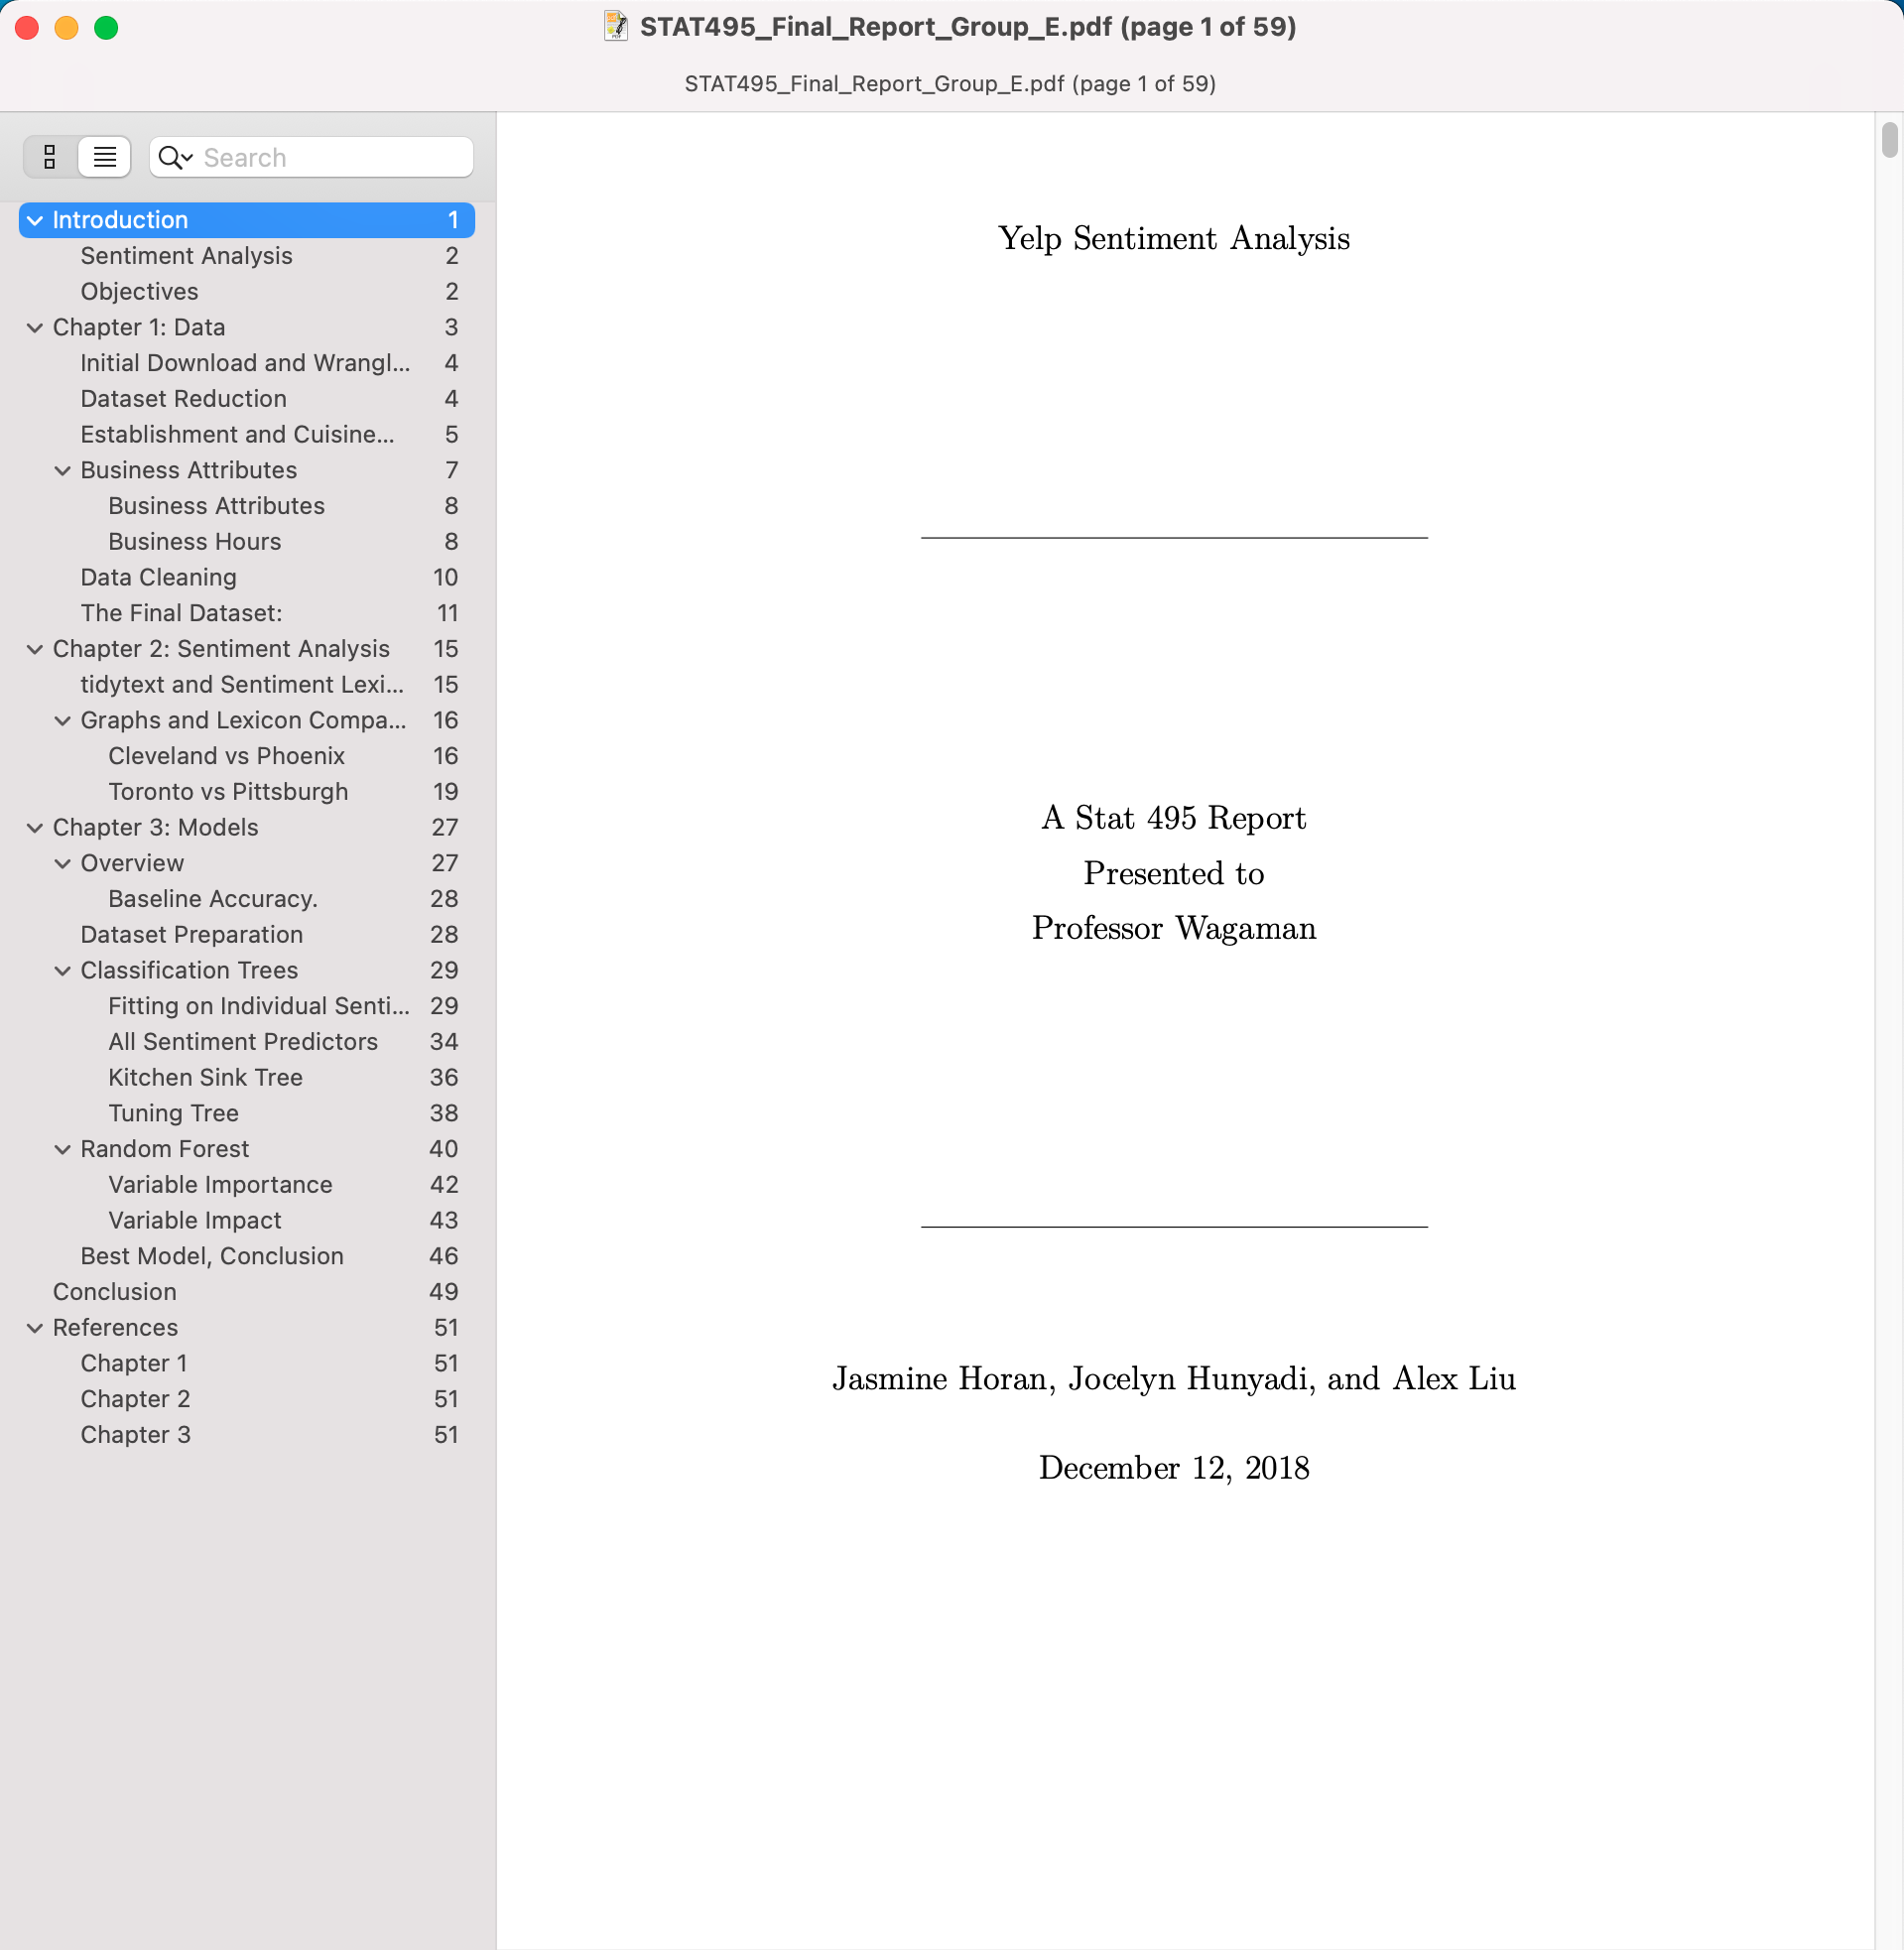 STAT495_Final_Report_Group_E.pdf (page 1 of 59)
STAT495_Final_Report_Group_E.pdf (page 1 of 59)
Search
Introduction 1
Sentiment Analysis 2
Objectives 2
Chapter 1: Data 3
Initial Download and Wrangl... 4
Dataset Reduction 4
Establishment and Cuisine... 5
Business Attributes 7
Business Attributes 8
Business Hours 8
Data Cleaning 10
The Final Dataset: 11
Chapter 2: Sentiment Analysis 15
tidytext and Sentiment Lexi... 15
Graphs and Lexicon Compa... 16
Cleveland vs Phoenix 16
Toronto vs Pittsburgh 19
Chapter 3: Models 27
Overview 27
Baseline Accuracy. 28
Dataset Preparation 28
Classification Trees 29
Fitting on Individual Senti... 29
All Sentiment Predictors 34
Kitchen Sink Tree 36
Tuning Tree 38
Random Forest 40
Variable Importance 42
Variable Impact 43
Best Model, Conclusion 46
Conclusion 49
References 51
Chapter 1 51
Chapter 2 51
Chapter 3 51
Yelp Sentiment Analysis
A Stat 495 Report
Presented to
Professor Wagaman
Jasmine Horan, Jocelyn Hunyadi, and Alex Liu
December 12, 2018